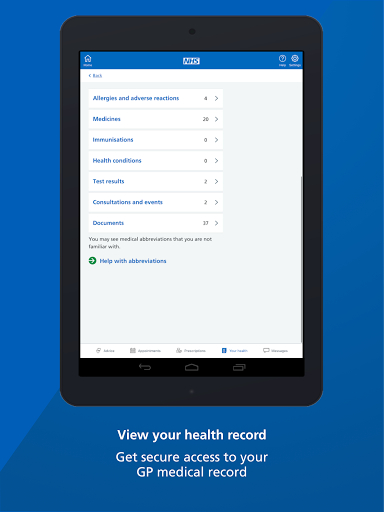 NHS
Home
Help
Settings
< Back
Allergies and adverse reactions 4
Medicines 20
Immunisations 0
Health conditions 0
Test results 2
Consultations and events 2
Documents 37
You may see medical abbreviations that you are not
familiar with.
Help with abbreviations
Advice
Appointments
Prescriptions
Your health
Messages
View your health record
Get secure access to your
GP medical record